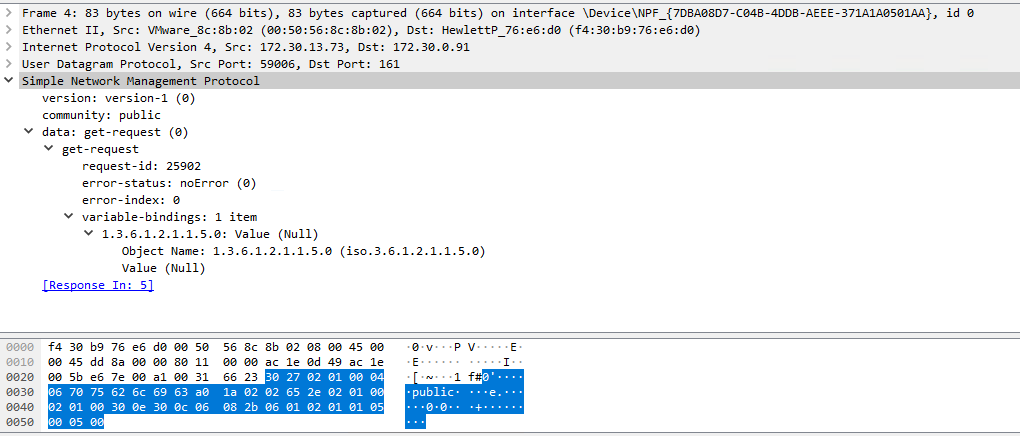 Frame 4: 83 bytes on wire (664 bits), 83 bytes captured (664 bits) on interface \Device\NPF_{7DBA08D7-C04B-4DDB-AEEE-371A1A0501AA}, id 0
Ethernet II, Src: VMware_8c:8b:02 (00:50:56:8c:8b:02), Dst: HewlettP_76:e6:d0 (f4:30:b9:76:e6:d0)
Internet Protocol Version 4, Src: 172.30.13.73, Dst: 172.30.0.91
User Datagram Protocol, Src Port: 59006, Dst Port: 161
Simple Network Management Protocol
version: version-1 (0)
community: public
data: get-request (0)
get-request
request-id: 25902
error-status: noError (0)
error-index: 0
variable-bindings: 1 item
1.3.6.1.2.1.1.5.0: Value (Null)
Object Name: 1.3.6.1.2.1.1.5.0 (iso.3.6.1.2.1.1.5.0)
Value (Null)
[Response In: 5]
0000 f4 30 b9 76 e6 d0 00 50 56 8c 8b 02 08 00 45 00 ·0·v···P V·····E·
0010 00 45 dd 8a 00 00 80 11 00 00 ac 1e 0d 49 ac 1e ·E······ ·····I··
0020 00 5b e6 7e 00 a1 00 31 66 23 30 27 02 01 00 04 ·[·~···1 f#0'····
0030 06 70 75 62 6c 69 63 a0 1a 02 02 65 2e 02 01 00 ·public· ···e.···
0040 02 01 00 30 0e 30 0c 06 08 2b 06 01 02 01 01 05 ···0·0·· ·+······
0050 00 05 00 ···